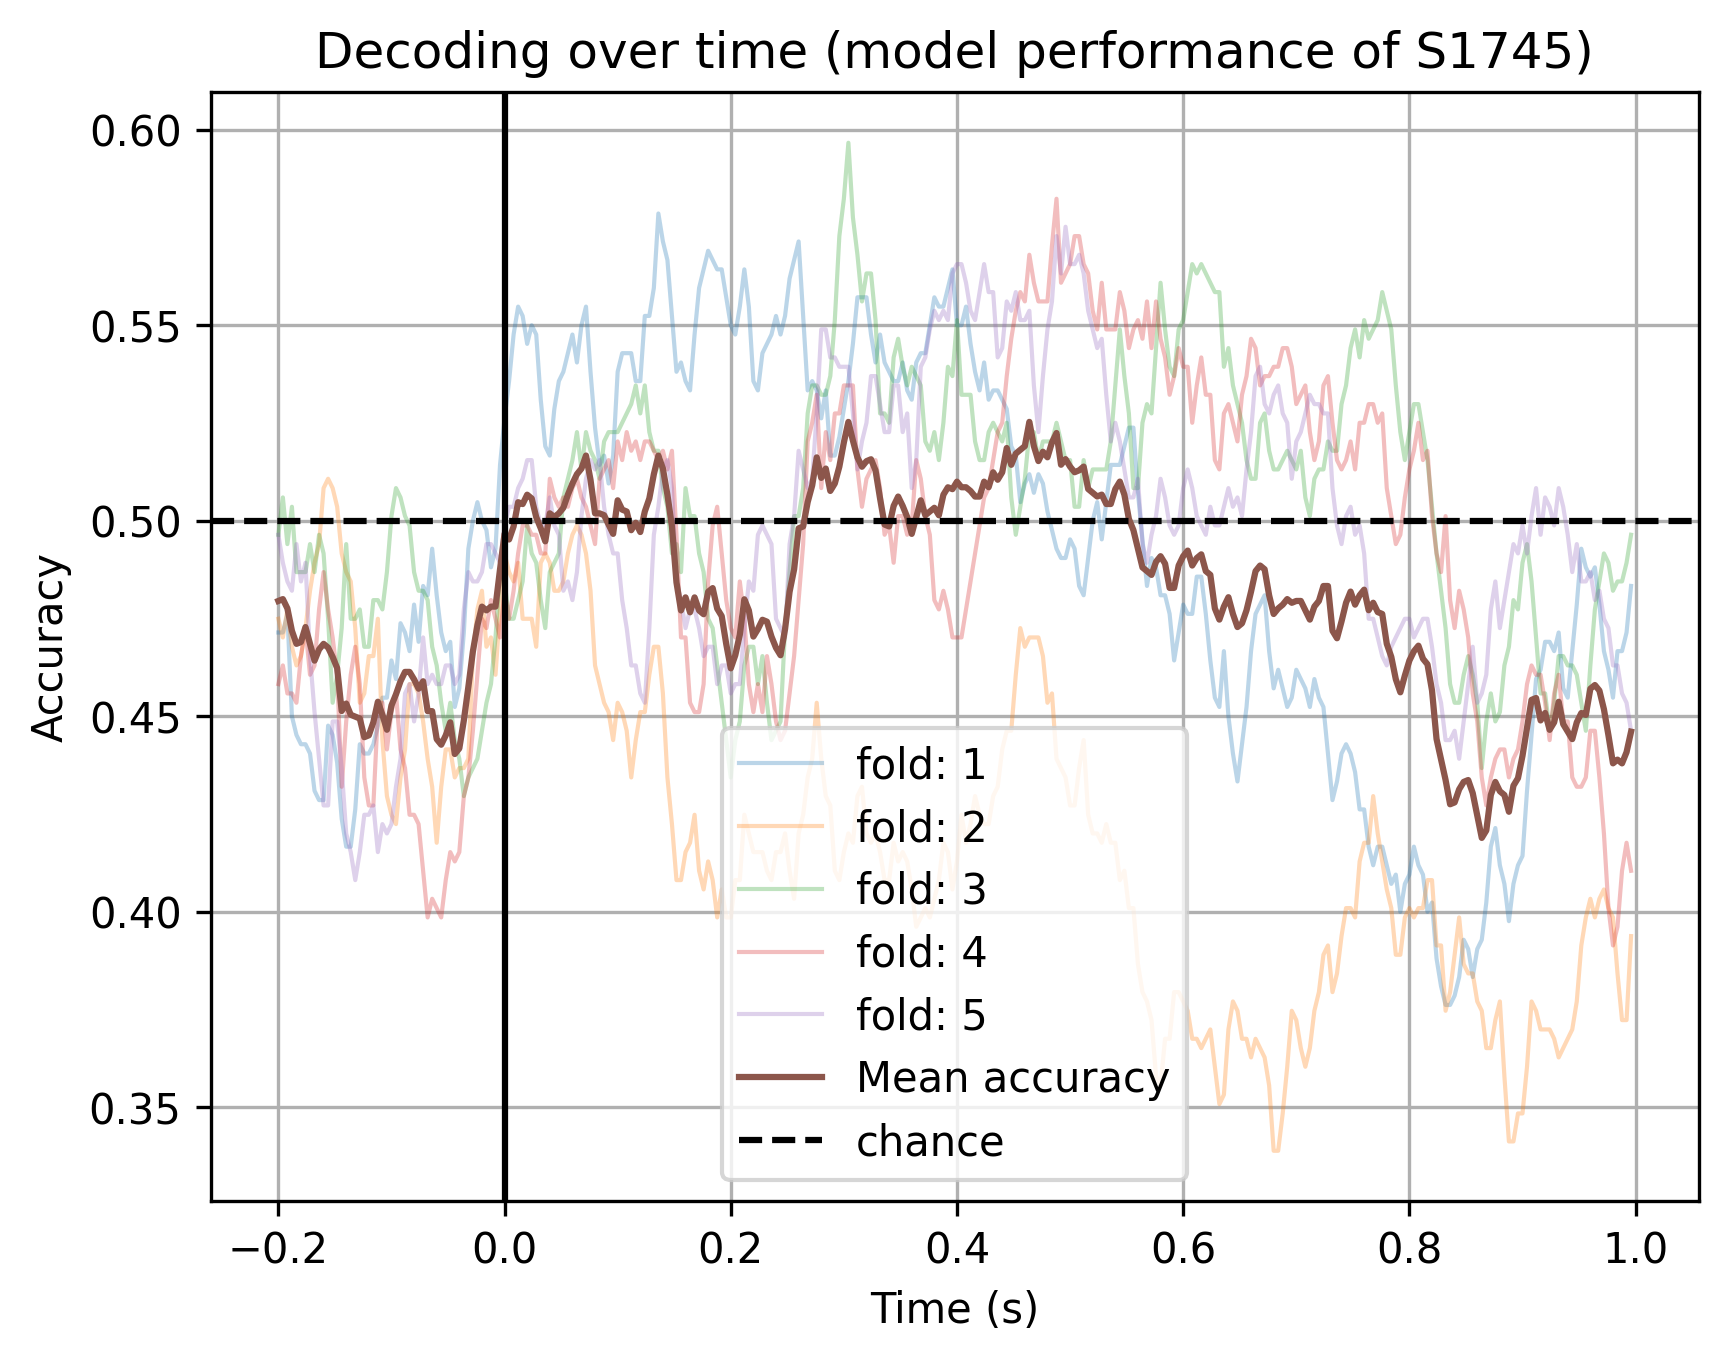 Decoding over time (model performance of S1745)
0.60
0.55
0.50
0.45
0.40
0.35
Accuracy
fold: 1
fold: 2
fold: 3
fold: 4
fold: 5
Mean accuracy
chance
−0.2 0.0 0.2 0.4 0.6 0.8 1.0
Time (s)